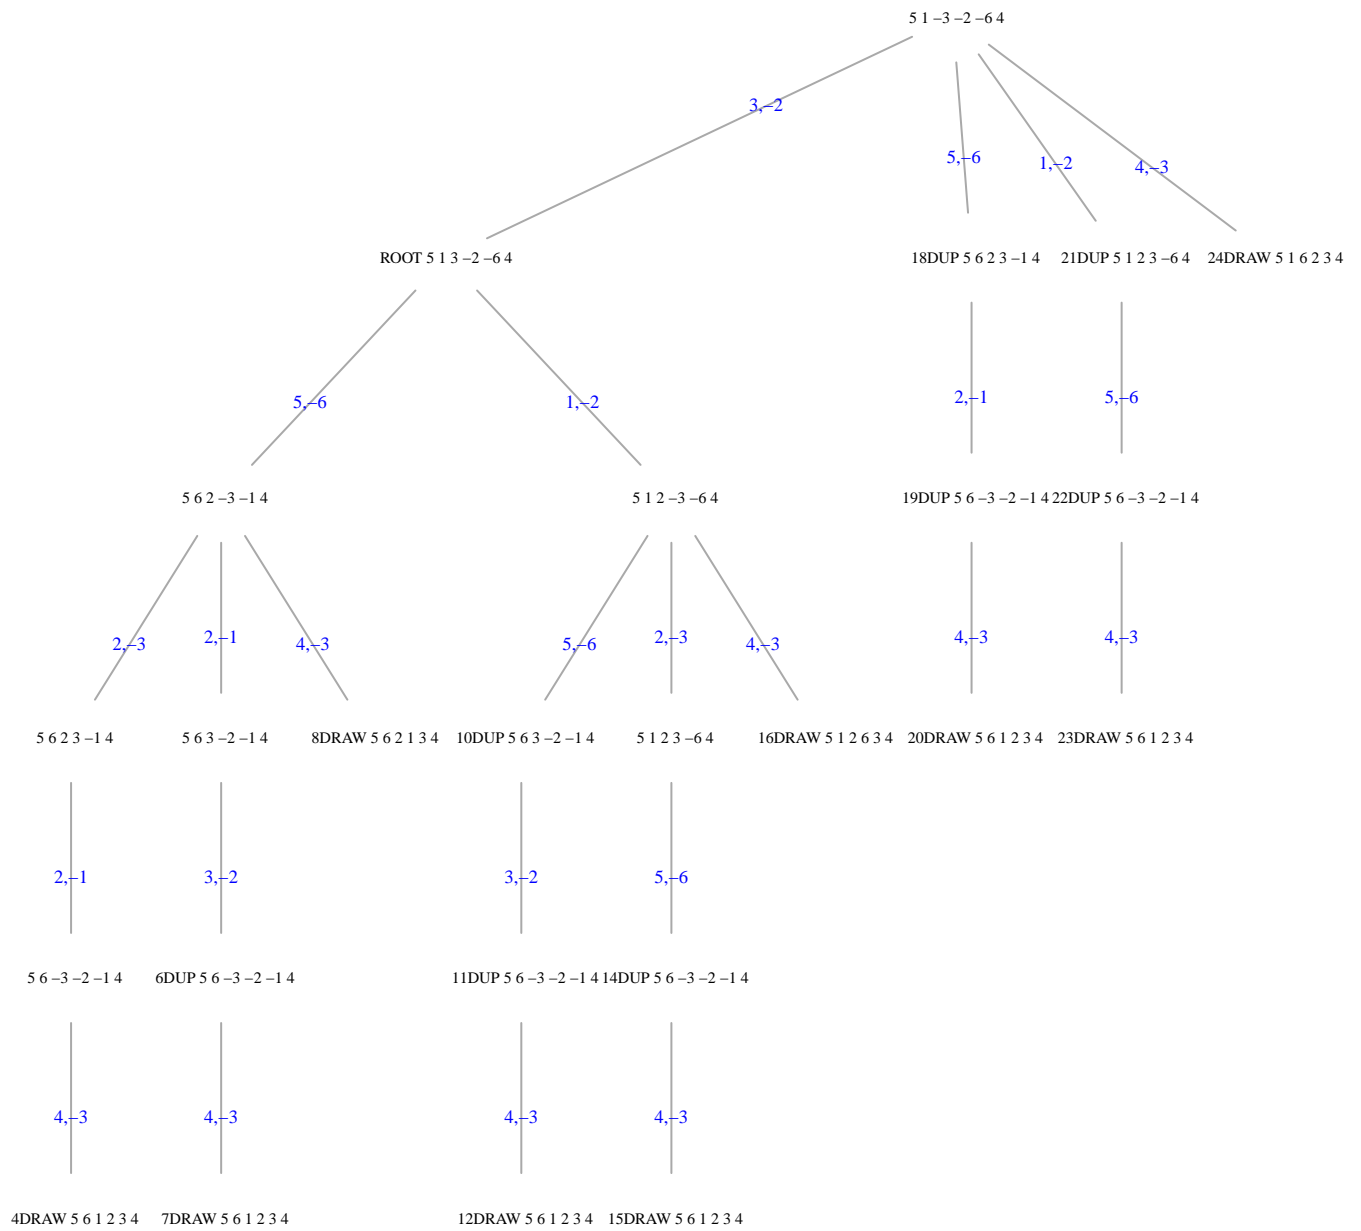 5 1 –3 –2 –6 4
3,–2
5,–6
1,–2
4,–3
ROOT 5 1 3 –2 –6 4
18DUP 5 6 2 3 –1 4
21DUP 5 1 2 3 –6 4
24DRAW 5 1 6 2 3 4
5,–6
1,–2
2,–1
5,–6
5 6 2 –3 –1 4
5 1 2 –3 –6 4
19DUP 5 6 –3 –2 –1 4
22DUP 5 6 –3 –2 –1 4
2,–3
2,–1
4,–3
5,–6
2,–3
4,–3
4,–3
4,–3
5 6 2 3 –1 4
5 6 3 –2 –1 4
8DRAW 5 6 2 1 3 4
10DUP 5 6 3 –2 –1 4
5 1 2 3 –6 4
16DRAW 5 1 2 6 3 4
20DRAW 5 6 1 2 3 4
23DRAW 5 6 1 2 3 4
2,–1
3,–2
3,–2
5,–6
5 6 –3 –2 –1 4
6DUP 5 6 –3 –2 –1 4
11DUP 5 6 –3 –2 –1 4
14DUP 5 6 –3 –2 –1 4
4,–3
4,–3
4,–3
4,–3
4DRAW 5 6 1 2 3 4
7DRAW 5 6 1 2 3 4
12DRAW 5 6 1 2 3 4
15DRAW 5 6 1 2 3 4